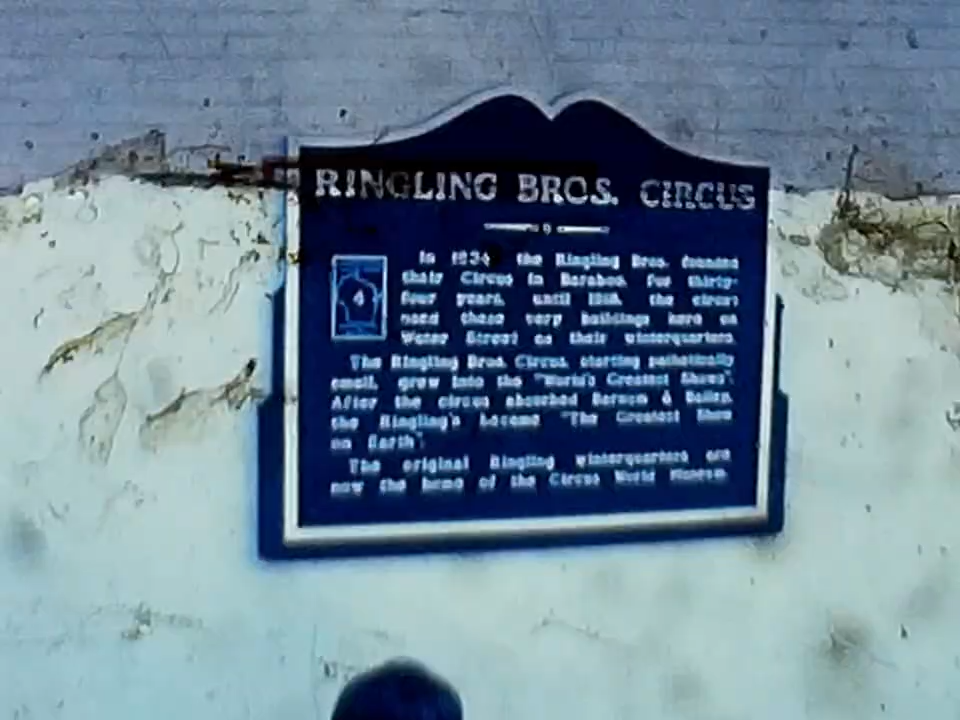 RINGLING BROS. CIRCUS
4
In the Ringling Bros. founded
their Circus in Baraboo. For thirty-
four years, until 1918, the circus
used these very buildings here on
Water Street as their winterquarters.
The Ringling Bros. Circus, starting pathetically
small, grew into the "World's Greatest Shows".
After the circus absorbed Barnum & Bailey,
the Ringling's became "The Greatest Show
on Earth".
The original Ringling winterquarters are
now the home of the Circus World Museum.